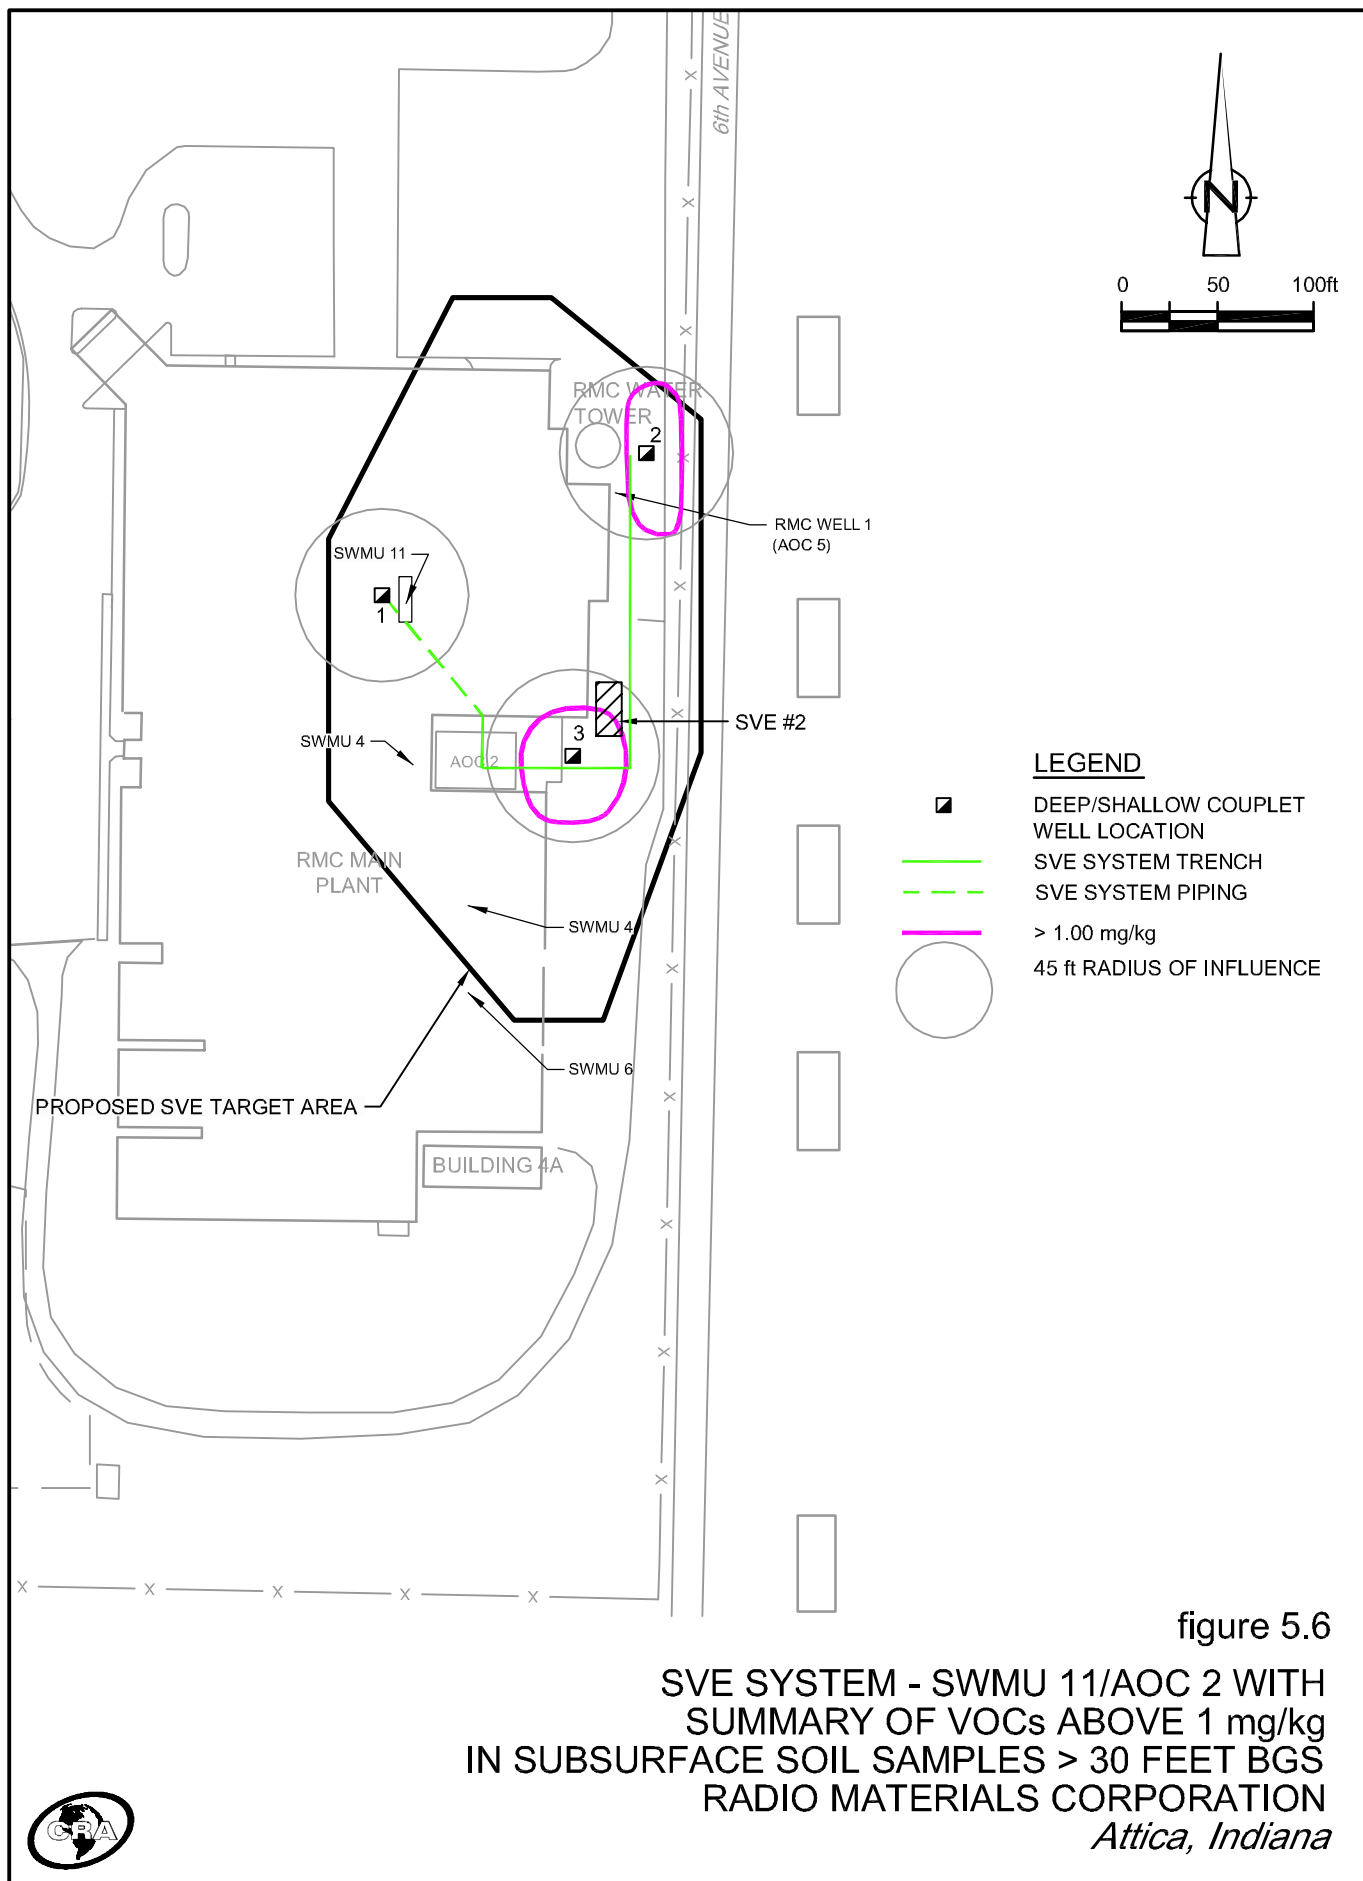 6th AVENUE
N
0 50 100ft
RMC WATER
TOWER
2
RMC WELL 1
(AOC 5)
SWMU 11
1
3
SVE #2
SWMU 4
AOC 2
LEGEND
DEEP/SHALLOW COUPLET
WELL LOCATION
SVE SYSTEM TRENCH
SVE SYSTEM PIPING
> 1.00 mg/kg
45 ft RADIUS OF INFLUENCE
RMC MAIN
PLANT
SWMU 4
SWMU 6
PROPOSED SVE TARGET AREA
BUILDING 4A
figure 5.6
SVE SYSTEM - SWMU 11/AOC 2 WITH
SUMMARY OF VOCs ABOVE 1 mg/kg
IN SUBSURFACE SOIL SAMPLES > 30 FEET BGS
RADIO MATERIALS CORPORATION
Attica, Indiana
CRA